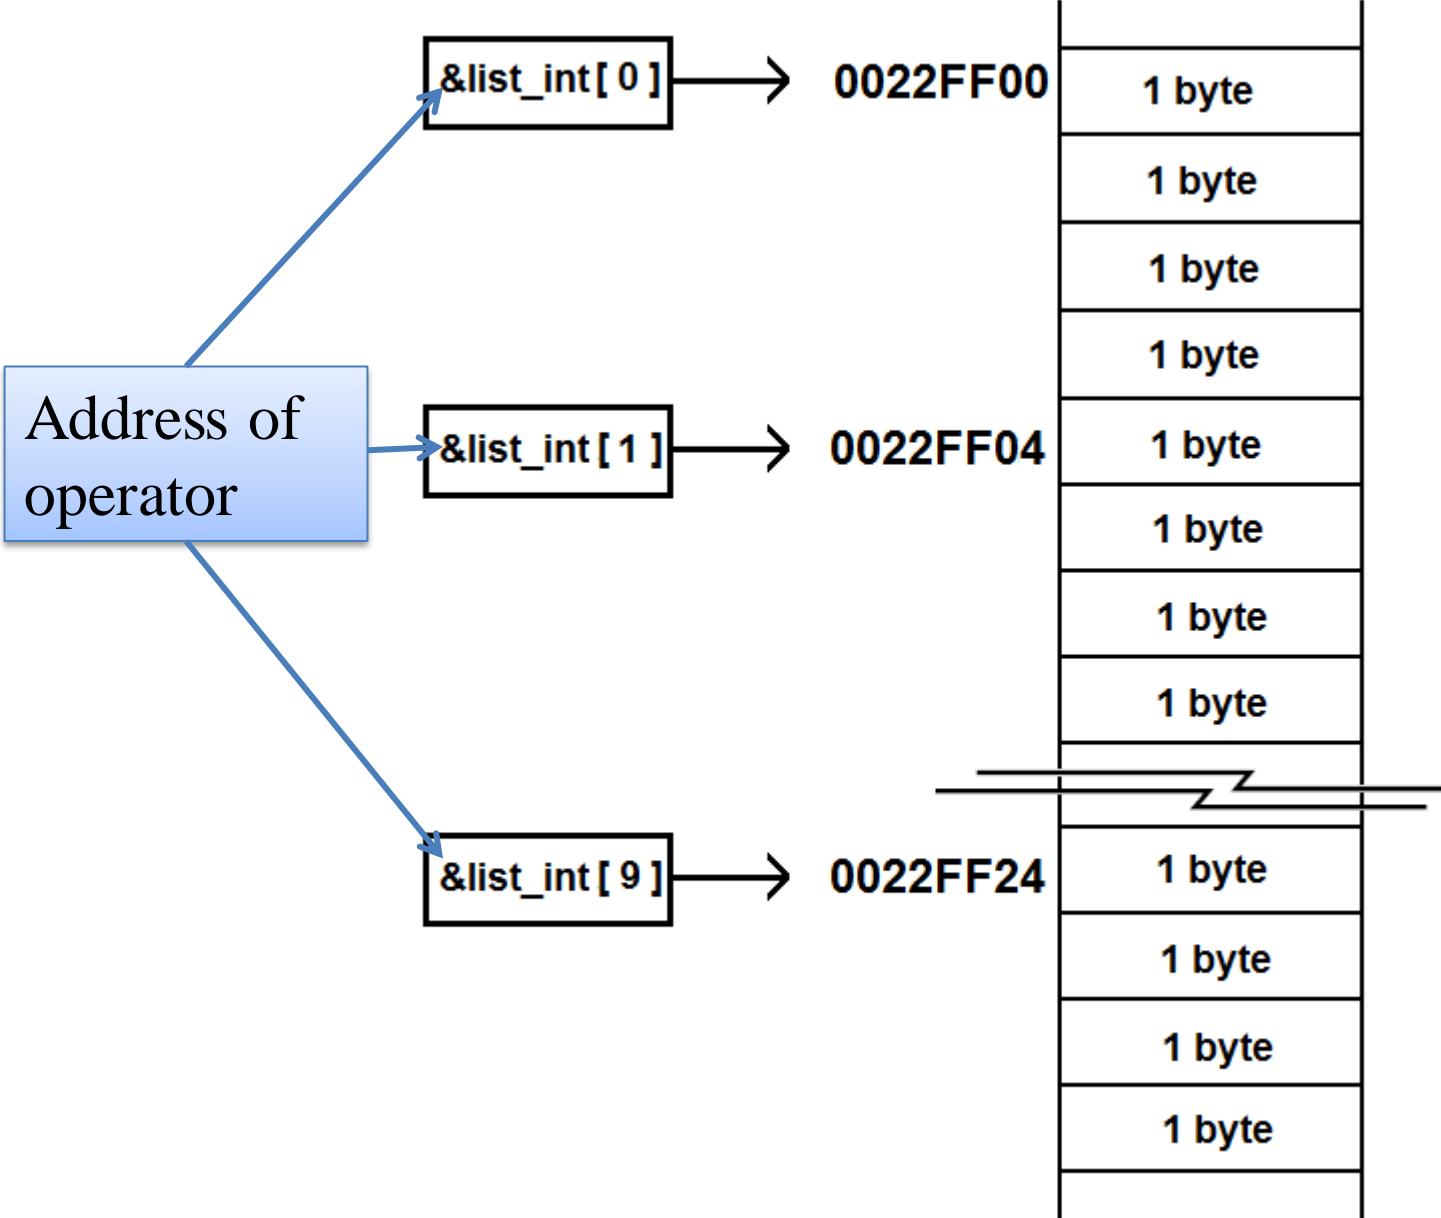 &list_int [ 0 ]
0022FF00
1 byte
1 byte
1 byte
1 byte
Address of
operator
&list_int [ 1 ]
0022FF04
1 byte
1 byte
1 byte
1 byte
&list_int [ 9 ]
0022FF24
1 byte
1 byte
1 byte
1 byte